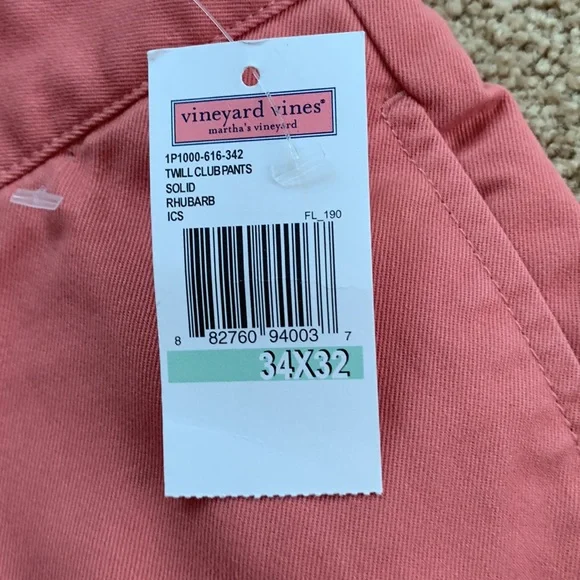 vineyard vines®
martha's vineyard
1P1000-616-342
TWILL CLUB PANTS
SOLID
RHUBARB
ICS
FL_190
8 82760 94003 7
34X32